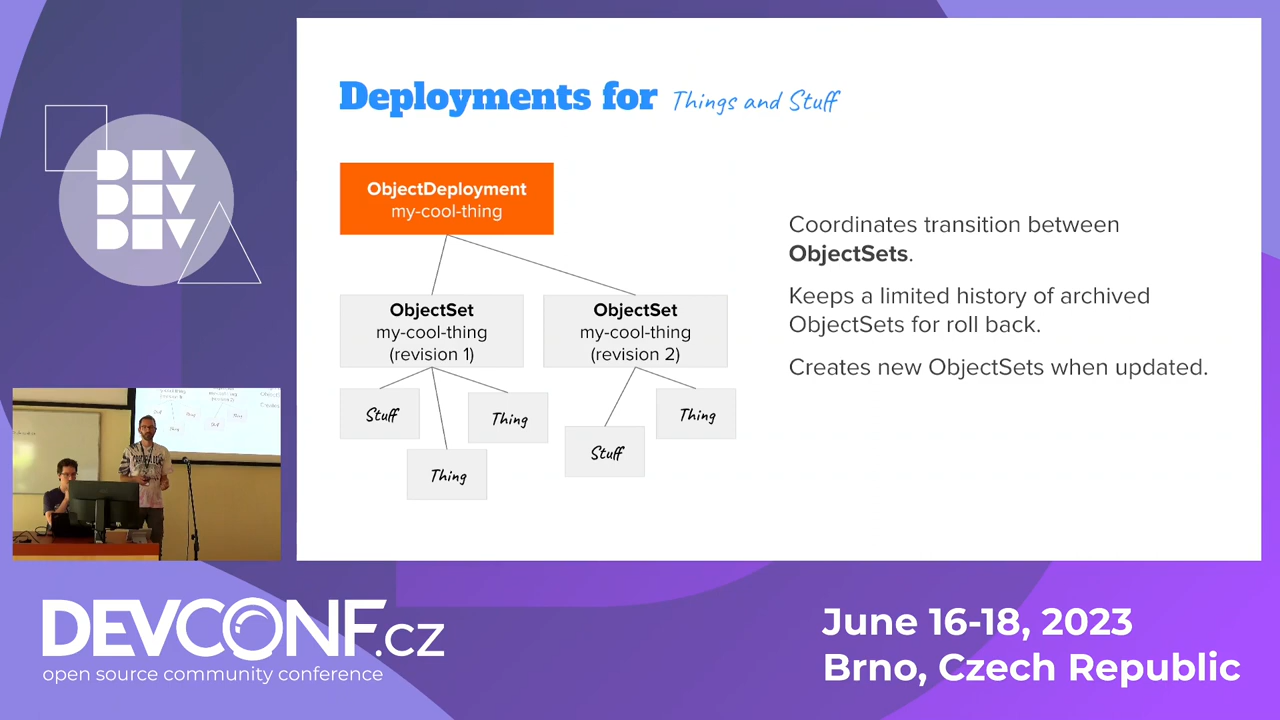 DEV
DEV
DEV
Deployments for Things and Stuff
ObjectDeployment
my-cool-thing
ObjectSet
my-cool-thing
(revision 1)
ObjectSet
my-cool-thing
(revision 2)
Stuff
Thing
Thing
Stuff
Thing
Coordinates transition between
ObjectSets.
Keeps a limited history of archived
ObjectSets for roll back.
Creates new ObjectSets when updated.
DEVCONF.cz
open source community conference
June 16-18, 2023
Brno, Czech Republic